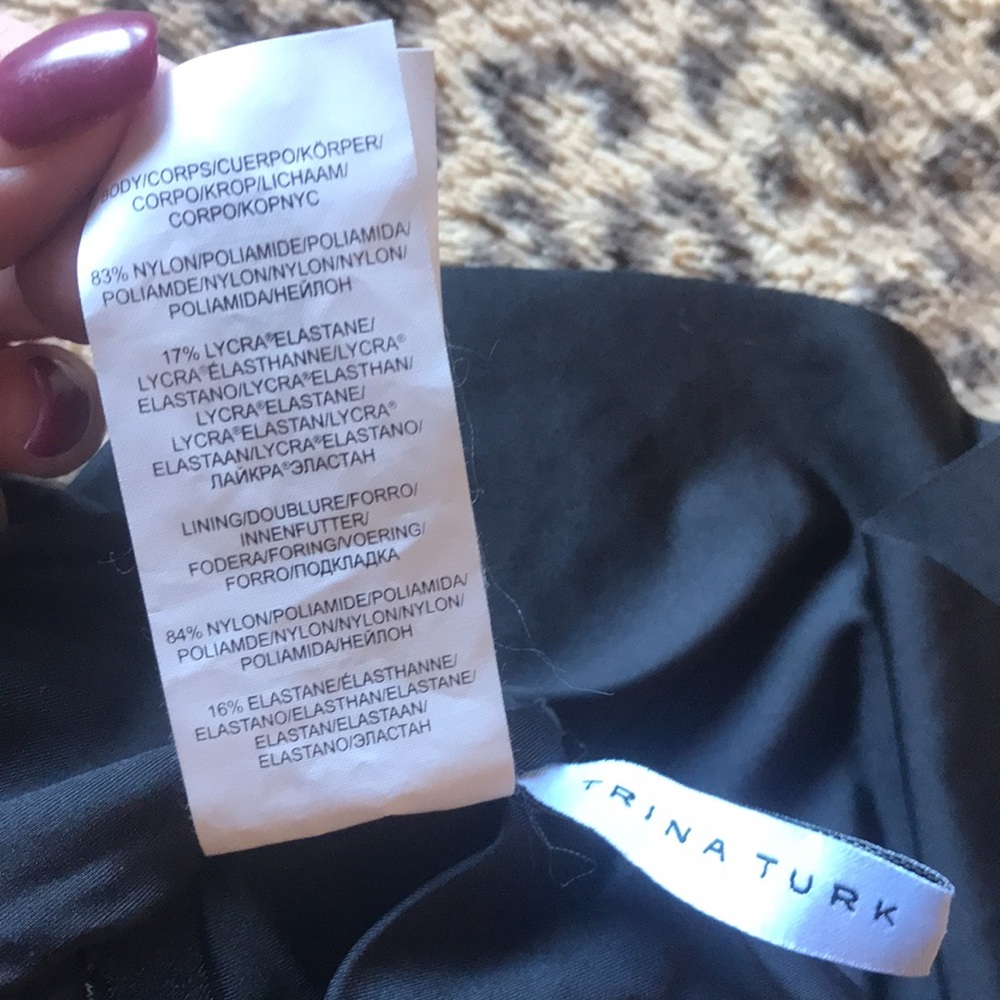 BODY/CORPS/CUERPO/KÖRPER/
CORPO/KROP/LICHAAM/
CORPO/КОРПУС
83% NYLON/POLIAMIDE/POLIAMIDA/
POLIAMDE/NYLON/NYLON/NYLON/
POLIAMIDA/НЕЙЛОН
17% LYCRA®ELASTANE/
LYCRA®ÉLASTHANNE/LYCRA®
ELASTANO/LYCRA®ELASTHAN/
LYCRA®ELASTANE/
LYCRA®ELASTAN/LYCRA®
ELASTAAN/LYCRA®ELASTANO/
ЛАЙКРА®ЭЛАСТАН
LINING/DOUBLURE/FORRO/
INNENFUTTER/
FODERA/FORING/VOERING/
FORRO/ПОДКЛАДКА
84% NYLON/POLIAMIDE/POLIAMIDA/
POLIAMDE/NYLON/NYLON/NYLON/
POLIAMIDA/НЕЙЛОН
16% ELASTANE/ÉLASTHANNE/
ELASTANO/ELASTHAN/ELASTANE/
ELASTAN/ELASTAAN/
ELASTANO/ЭЛАСТАН
TRINA TURK